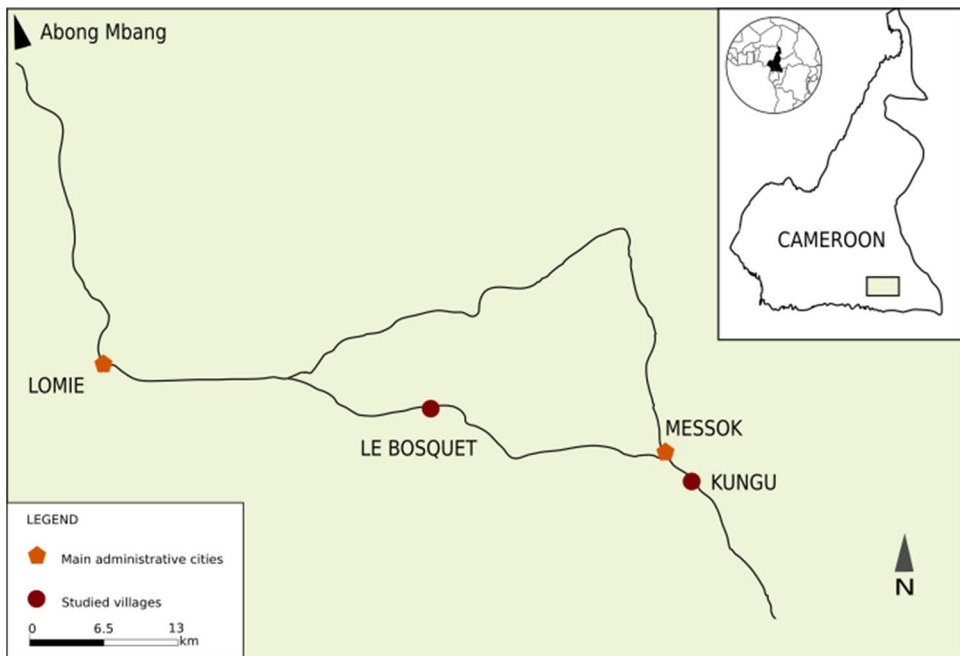 Abong Mbang
CAMEROON
LOMIE
LE BOSQUET
MESSOK
KUNGU
LEGEND
Main administrative cities
Studied villages
0 6.5 13
km
N